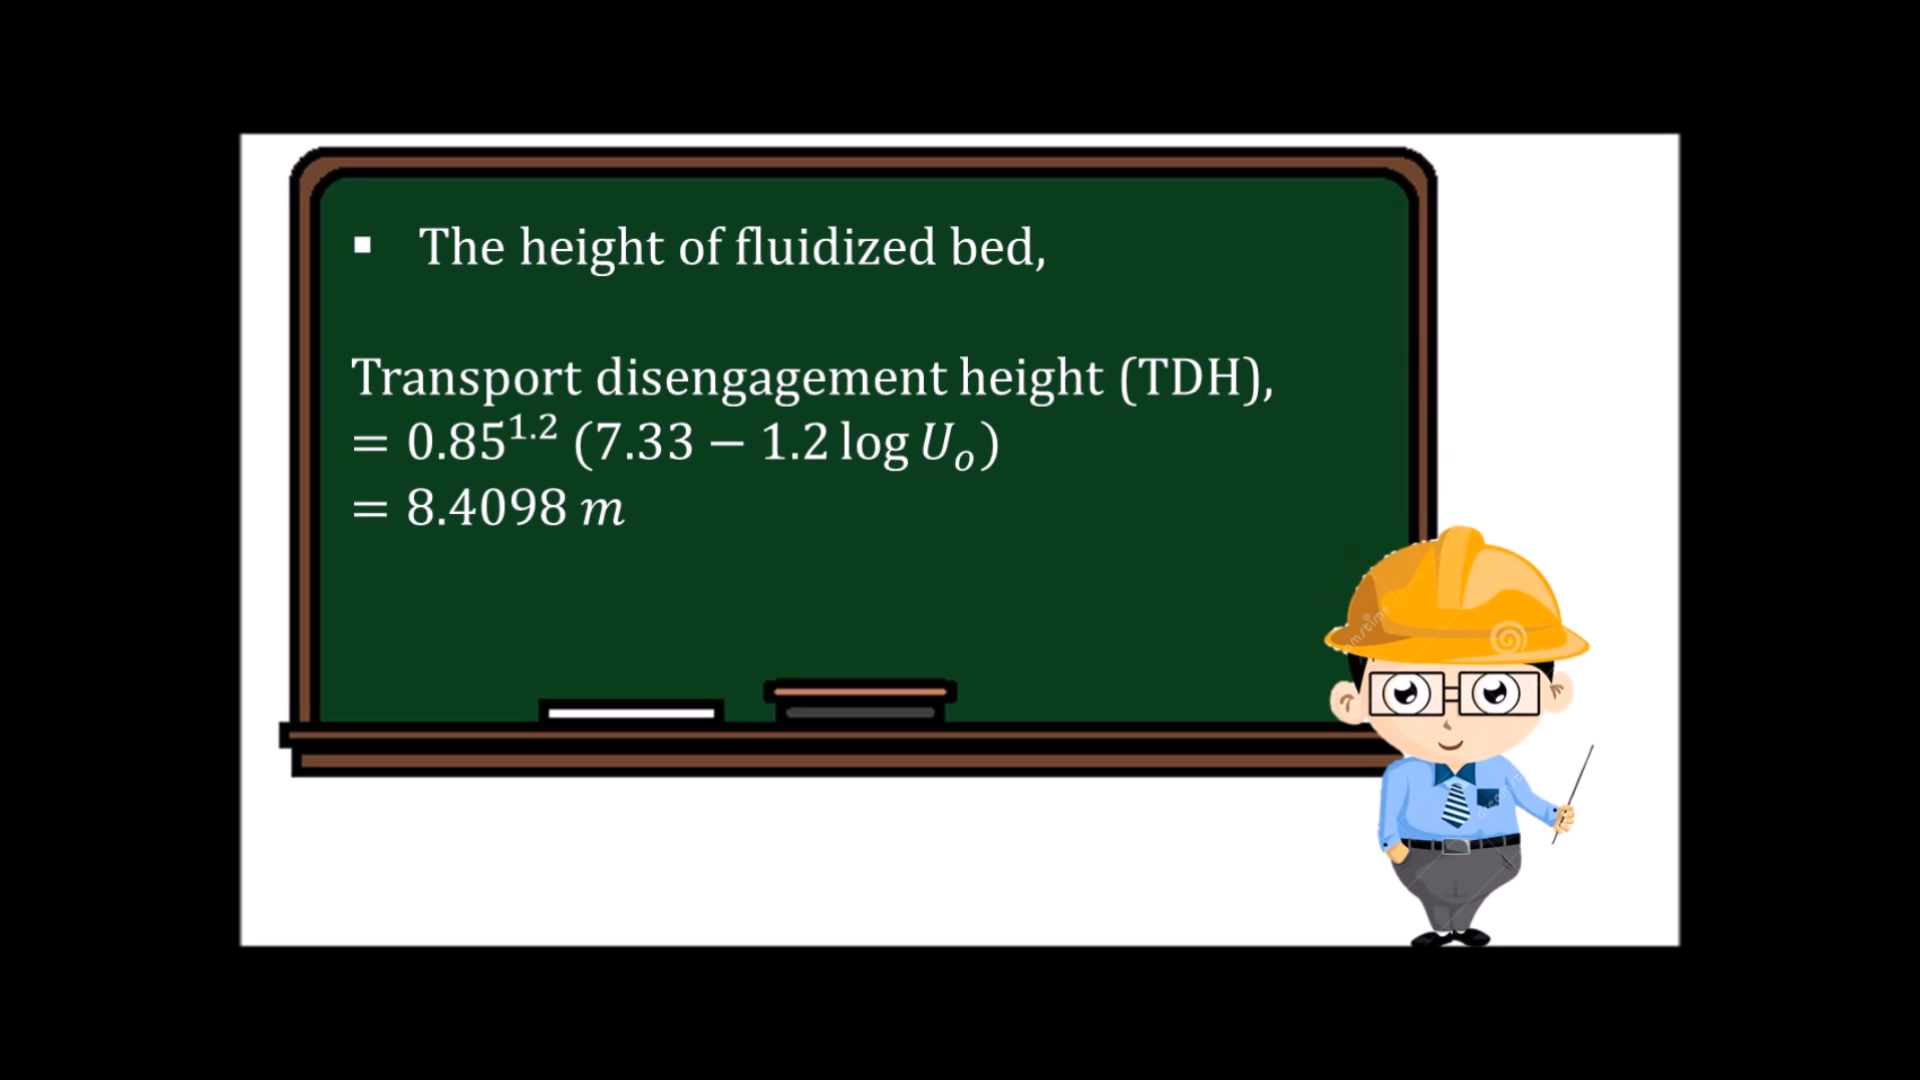 ▪ The height of fluidized bed,
Transport disengagement height (TDH),
= 0.85^1.2 (7.33 − 1.2 log U_o)
= 8.4098 m